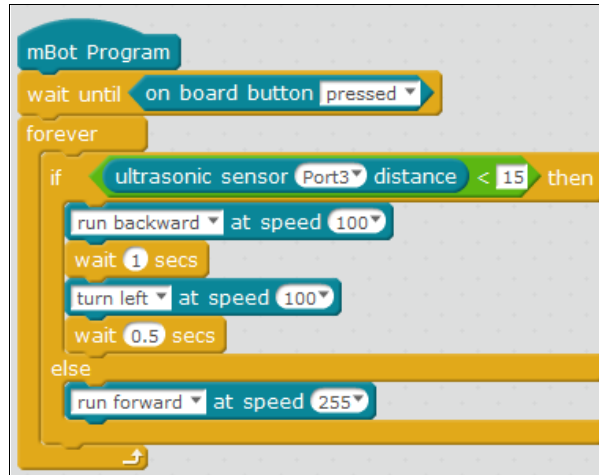 mBot Program
wait until on board button pressed
forever
if ultrasonic sensor Port3 distance < 15 then
run backward at speed 100
wait 1 secs
turn left at speed 100
wait 0.5 secs
else
run forward at speed 255